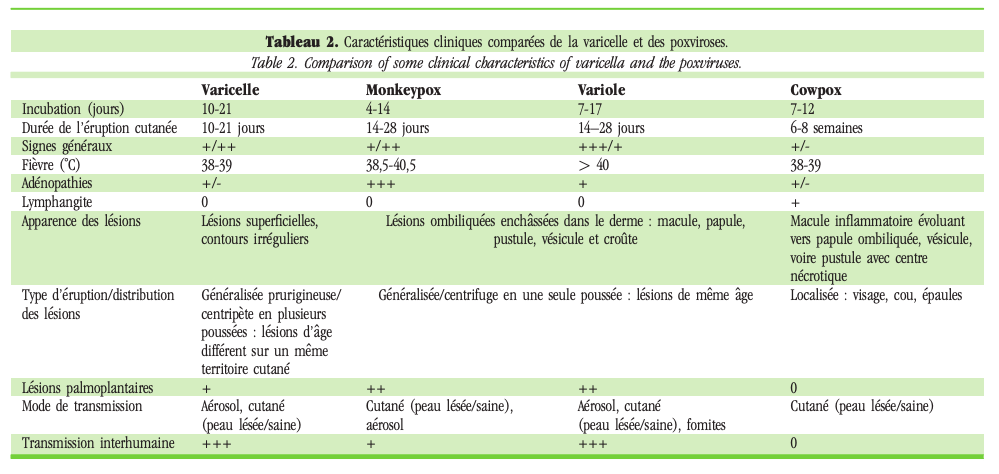 Tableau 2. Caractéristiques cliniques comparées de la varicelle et des poxviroses.
Table 2. Comparison of some clinical characteristics of varicella and the poxviruses.
Varicelle Monkeypox Variole Cowpox
Incubation (jours) 10-21 4-14 7-17 7-12
Durée de l'éruption cutanée 10-21 jours 14-28 jours 14–28 jours 6-8 semaines
Signes généraux +/++ +/++ +++/+ +/-
Fièvre (°C) 38-39 38,5-40,5 > 40 38-39
Adénopathies +/- +++ + +/-
Lymphangite 0 0 0 +
Apparence des lésions Lésions superficielles, Lésions ombiliquées enchâssées dans le derme : macule, papule, Macule inflammatoire évoluant
contours irréguliers pustule, vésicule et croûte vers papule ombiliquée, vésicule,
voire pustule avec centre
nécrotique
Type d'éruption/distribution Généralisée prurigineuse/ Généralisée/centrifuge en une seule poussée : lésions de même âge Localisée : visage, cou, épaules
des lésions centripète en plusieurs
poussées : lésions d'âge
différent sur un même
territoire cutané
Lésions palmoplantaires + ++ ++ 0
Mode de transmission Aérosol, cutané Cutané (peau lésée/saine), Aérosol, cutané Cutané (peau lésée/saine)
(peau lésée/saine) aérosol (peau lésée/saine), fomites
Transmission interhumaine +++ + +++ 0